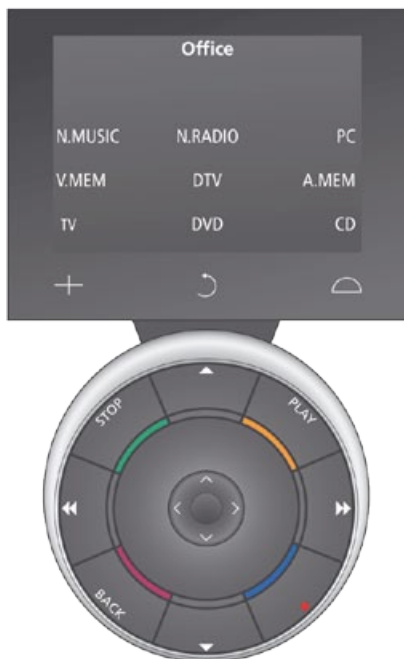 Office
N.MUSIC N.RADIO PC
V.MEM DTV A.MEM
TV DVD CD
STOP PLAY
BACK